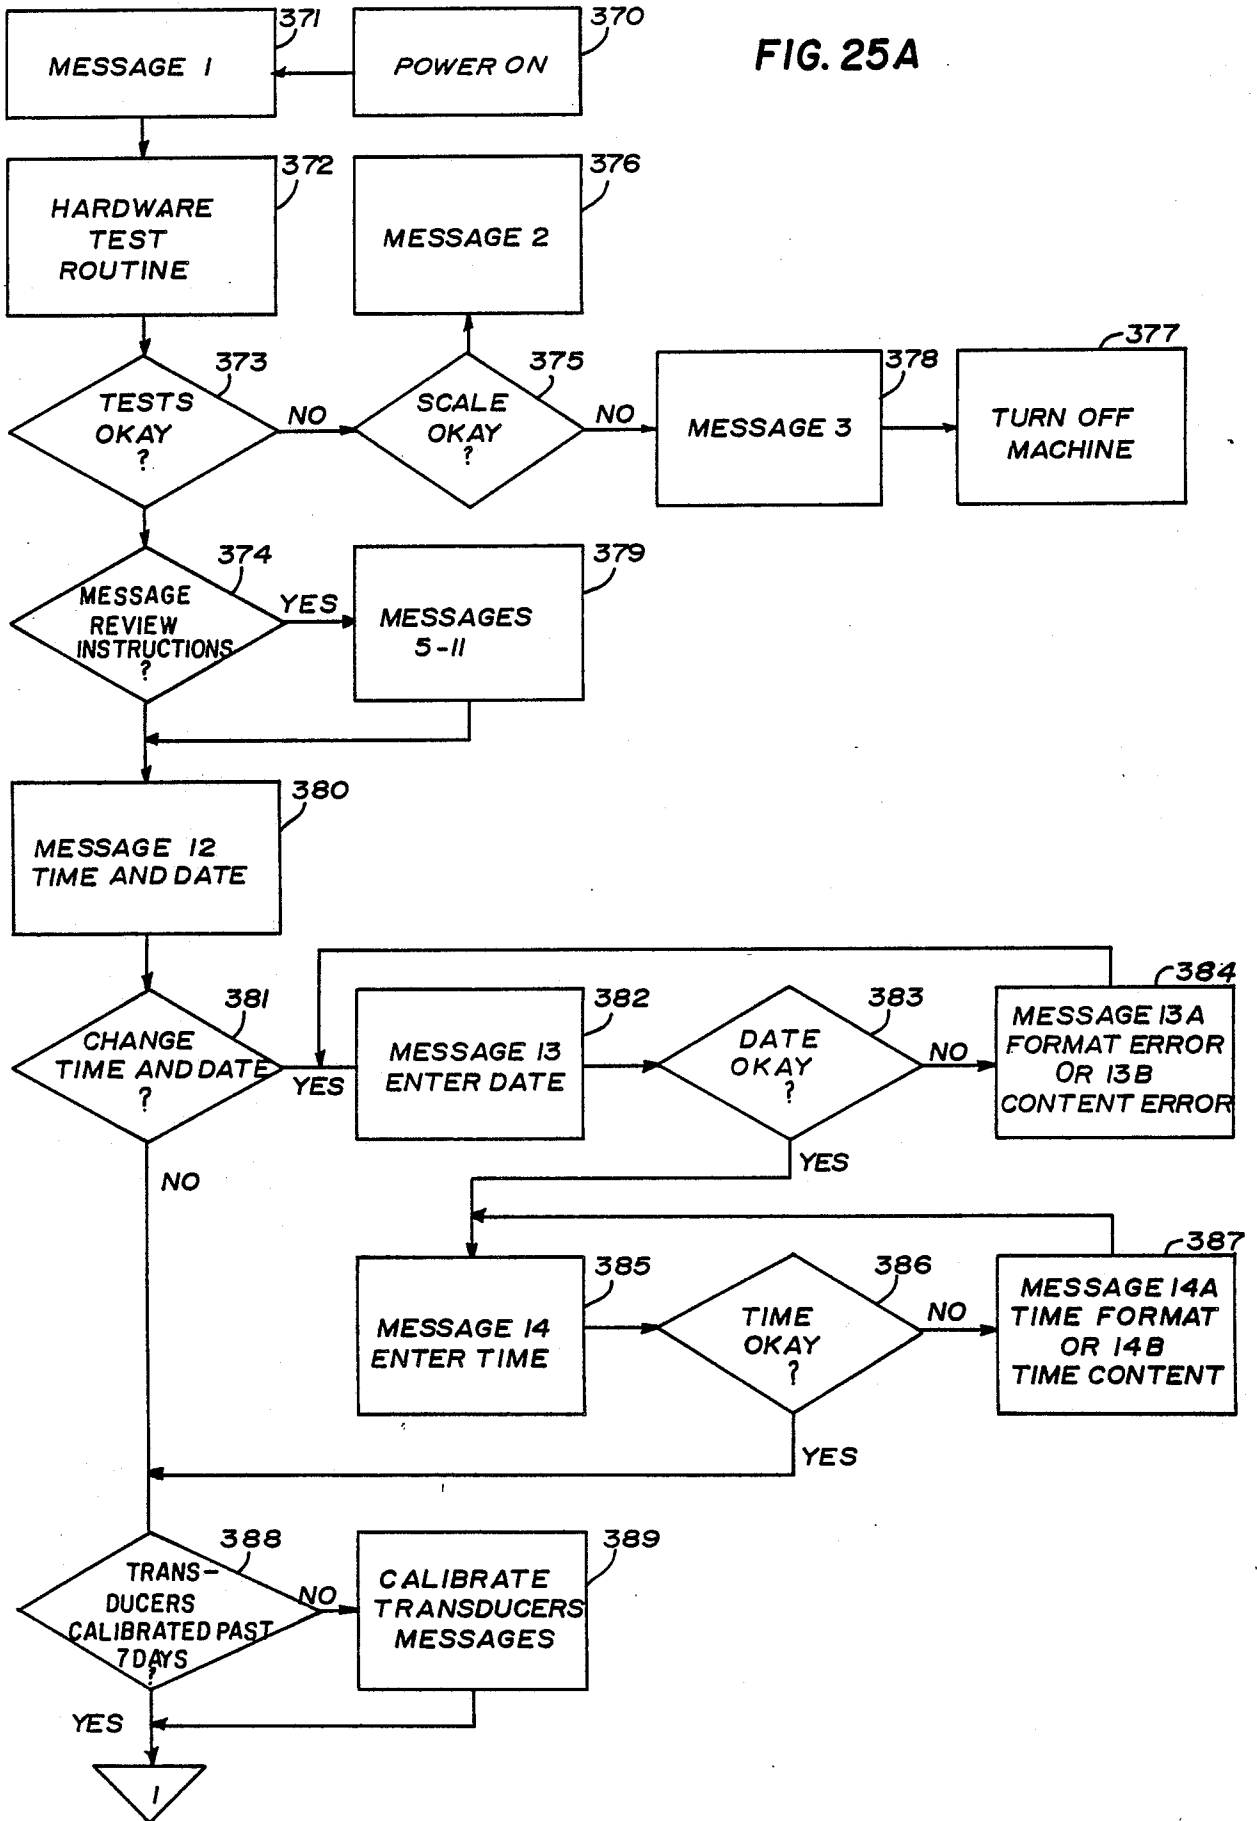 FIG. 25A
371
MESSAGE 1
370
POWER ON
372
HARDWARE
TEST
ROUTINE
376
MESSAGE 2
373
TESTS
OKAY
?
NO
375
SCALE
OKAY
?
NO
378
MESSAGE 3
377
TURN OFF
MACHINE
374
MESSAGE
REVIEW
INSTRUCTIONS
?
YES
379
MESSAGES
5-11
380
MESSAGE 12
TIME AND DATE
381
CHANGE
TIME AND DATE
?
YES
NO
382
MESSAGE 13
ENTER DATE
383
DATE
OKAY
?
NO
YES
384
MESSAGE 13A
FORMAT ERROR
OR 13B
CONTENT ERROR
385
MESSAGE 14
ENTER TIME
386
TIME
OKAY
?
NO
YES
387
MESSAGE 14A
TIME FORMAT
OR 14B
TIME CONTENT
388
TRANS-
DUCERS
CALIBRATED PAST
7 DAYS
?
NO
YES
389
CALIBRATE
TRANSDUCERS
MESSAGES
1